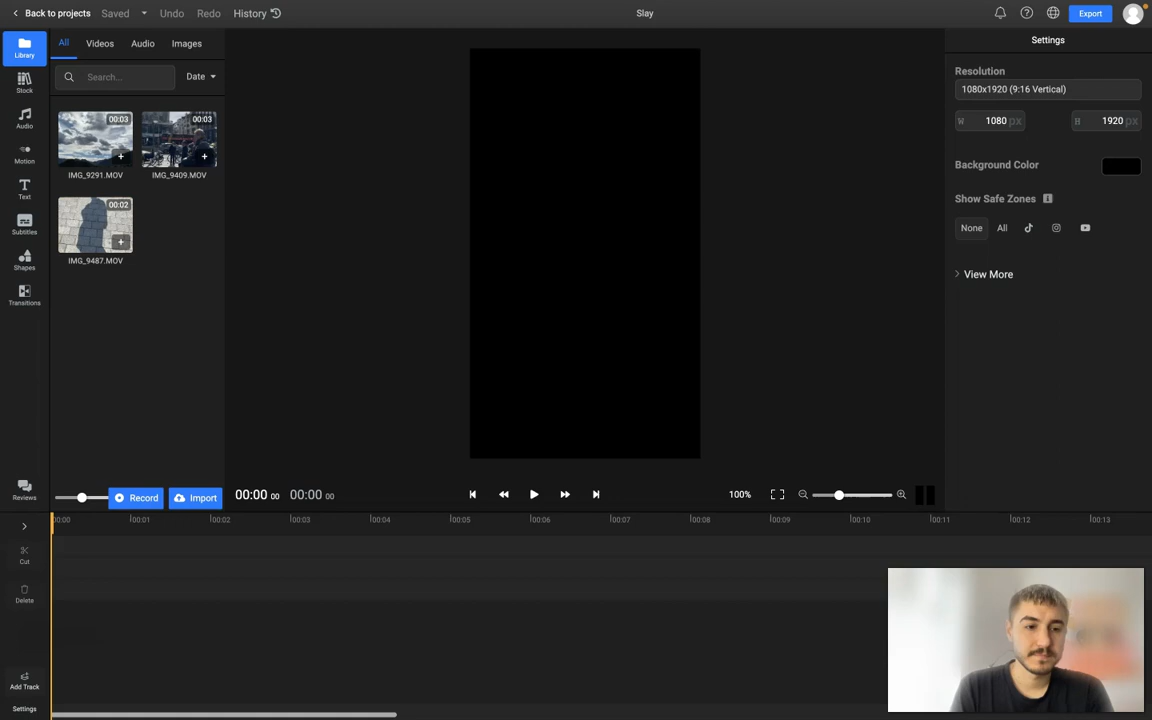 Back to projects Saved Undo Redo History Slay Export
Library
Stock
Audio
Motion
Text
Subtitles
Shapes
Transitions
Reviews
All Videos Audio Images
Search... Date
00:03 00:03
IMG_9291.MOV IMG_9409.MOV
00:02
IMG_9487.MOV
Record Import
00:00 00 00:00 00
100%
Settings
Resolution
1080x1920 (9:16 Vertical)
W 1080 px H 1920 px
Background Color
Show Safe Zones
None All
View More
00:00 00:01 00:02 00:03 00:04 00:05 00:06 00:07 00:08 00:09 00:10 00:11 00:12 00:13
Cut
Delete
Add Track
Settings